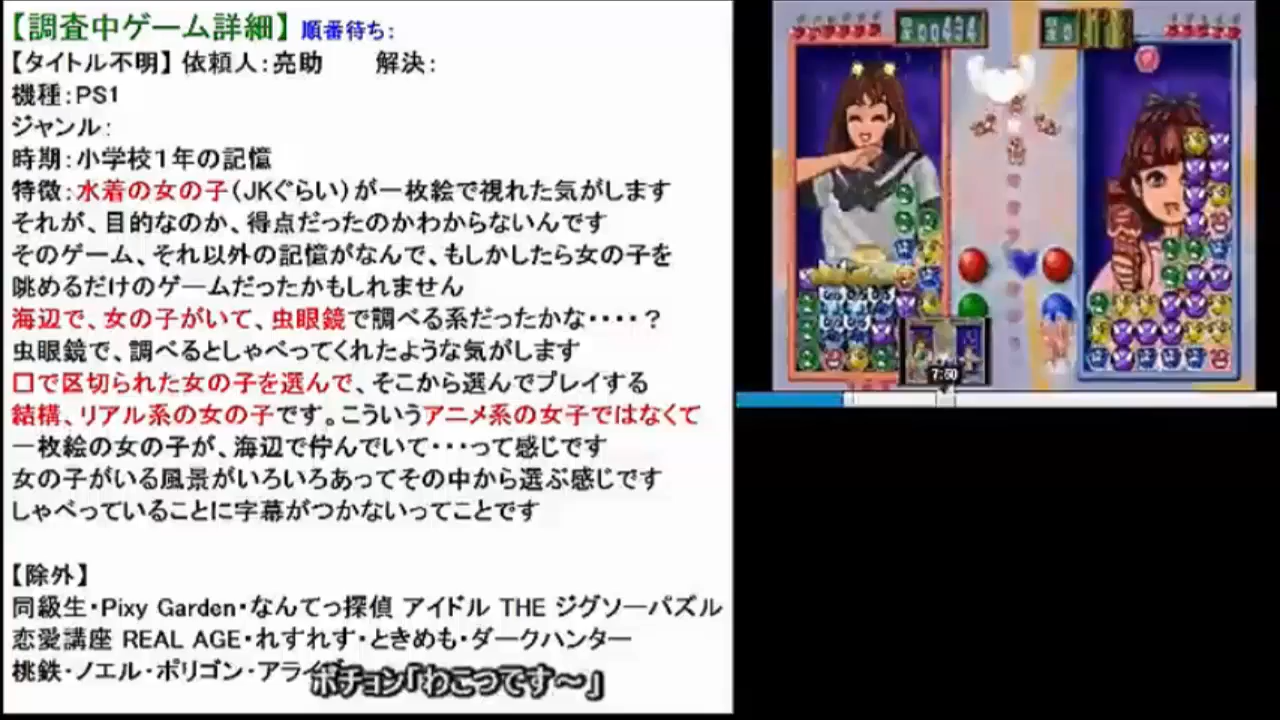 【調査中ゲーム詳細】 順番待ち:
【タイトル不明】 依頼人:亮助　　解決:
機種:PS1
ジャンル:
時期:小学校1年の記憶
特徴:水着の女の子(JKぐらい)が一枚絵で視れた気がします
それが、目的なのか、得点だったのかわからないんです
そのゲーム、それ以外の記憶がなんで、もしかしたら女の子を
眺めるだけのゲームだったかもしれません
海辺で、女の子がいて、虫眼鏡で調べる系だったかな・・・・?
虫眼鏡で、調べるとしゃべってくれたような気がします
口で区切られた女の子を選んで、そこから選んでプレイする
結構、リアル系の女の子です。こういうアニメ系の女子ではなくて
一枚絵の女の子が、海辺で佇んでいて・・・って感じです
女の子がいる風景がいろいろあってその中から選ぶ感じです
しゃべっていることに字幕がつかないってことです
【除外】
同級生・Pixy Garden・なんてっ探偵 アイドル THE ジグソーパズル
恋愛講座 REAL AGE・れすれす・ときめも・ダークハンター
桃鉄・ノエル・ポリゴン・アライ
ポチョン「わこつです〜」
00434
7:50